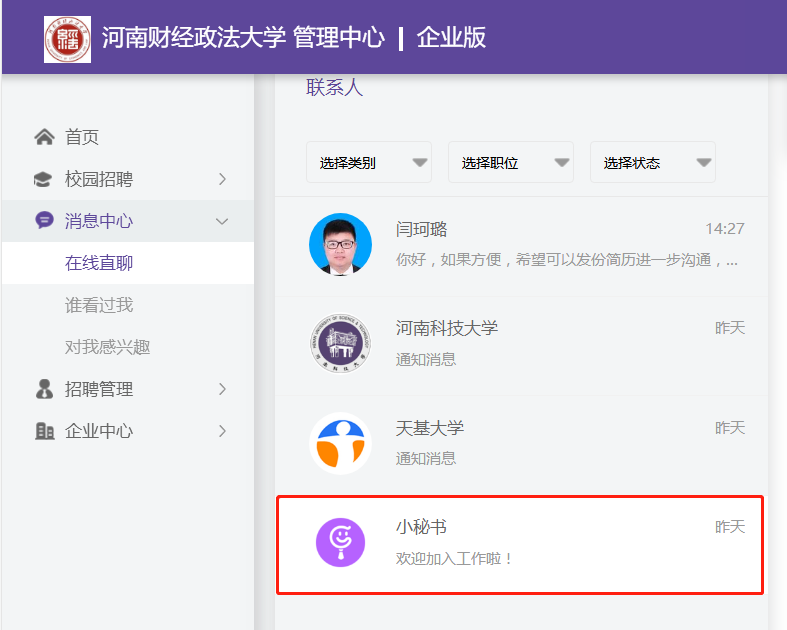 河南财经政法大学 管理中心 | 企业版
首页
校园招聘
消息中心
在线直聊
谁看过我
对我感兴趣
招聘管理
企业中心
联系人
选择类别 选择职位 选择状态
闫珂璐 14:27
你好，如果方便，希望可以发份简历进一步沟通，...
河南科技大学 昨天
通知消息
天基大学 昨天
通知消息
小秘书 昨天
欢迎加入工作啦！